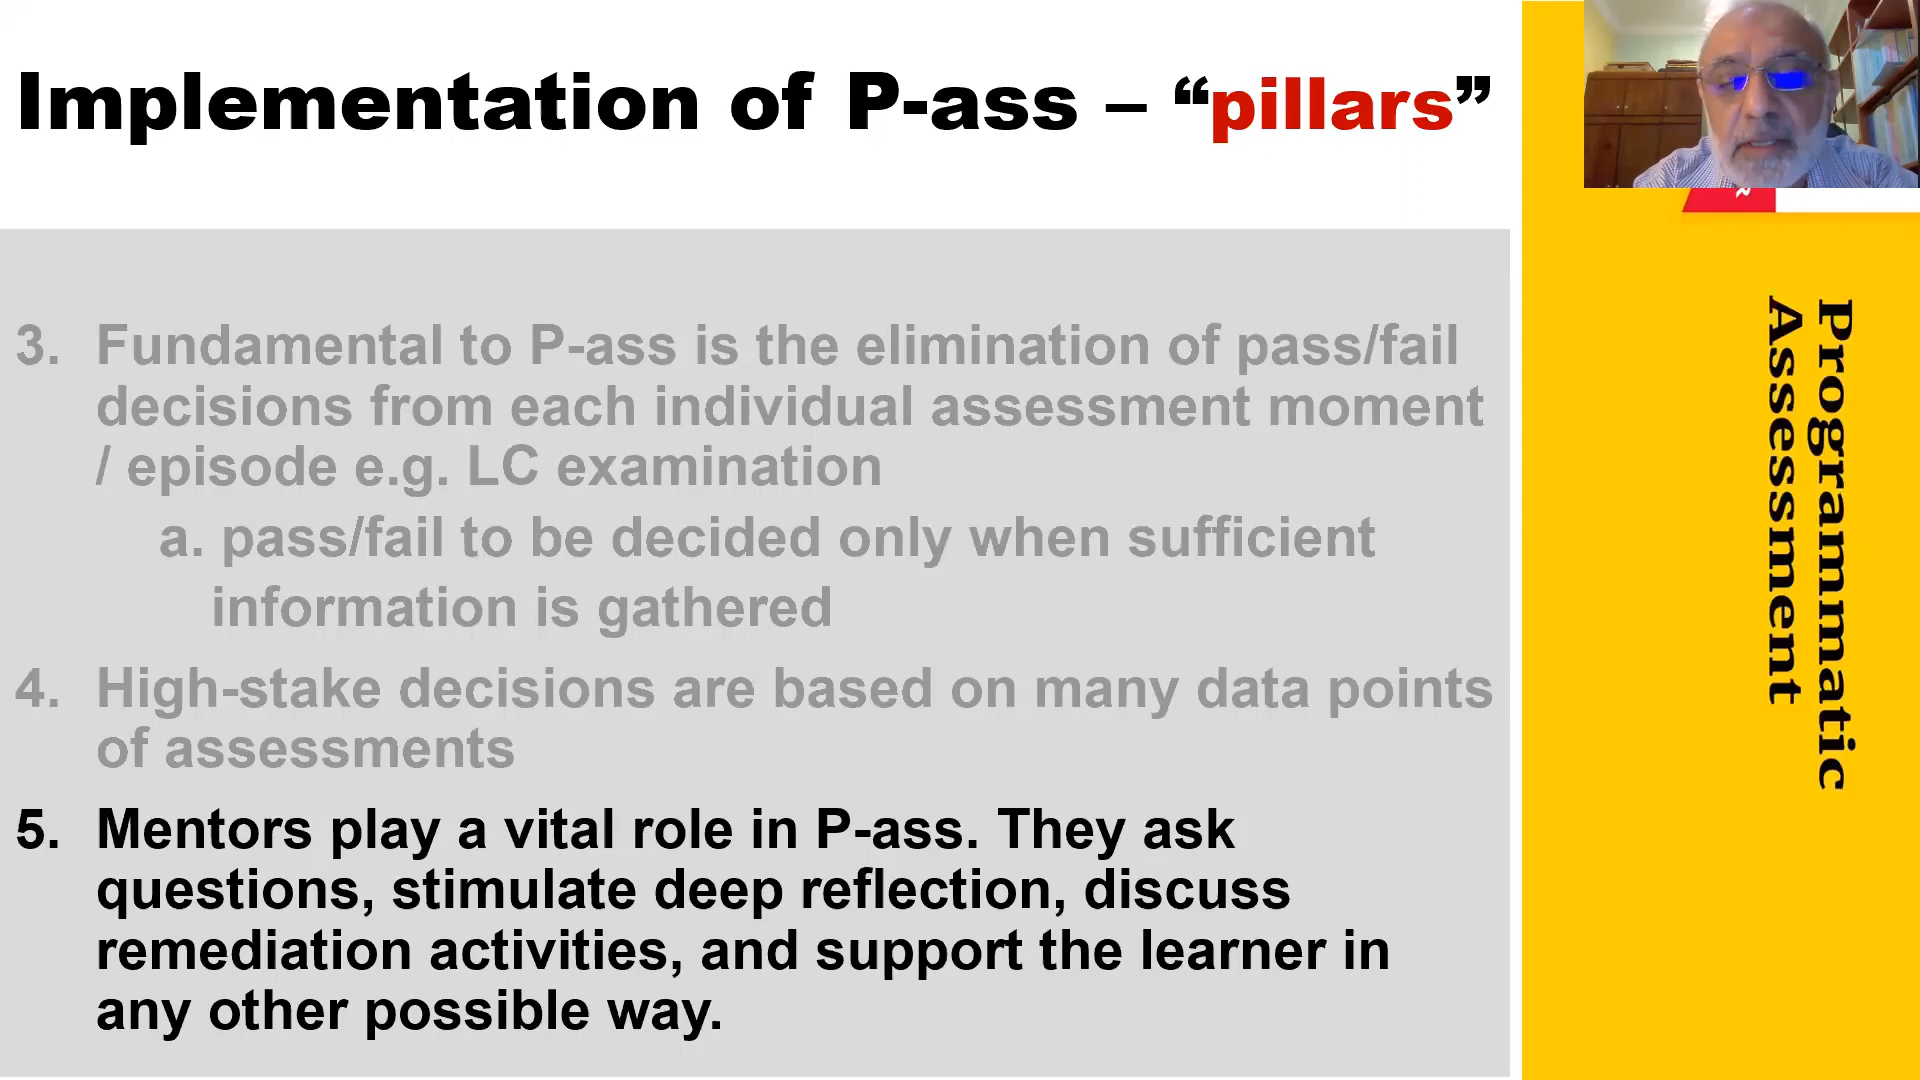 Implementation of P-ass – “pillars”
3. Fundamental to P-ass is the elimination of pass/fail
decisions from each individual assessment moment
/ episode e.g. LC examination
a. pass/fail to be decided only when sufficient
information is gathered
4. High-stake decisions are based on many data points
of assessments
5. Mentors play a vital role in P-ass. They ask
questions, stimulate deep reflection, discuss
remediation activities, and support the learner in
any other possible way.
Programmatic
Assessment